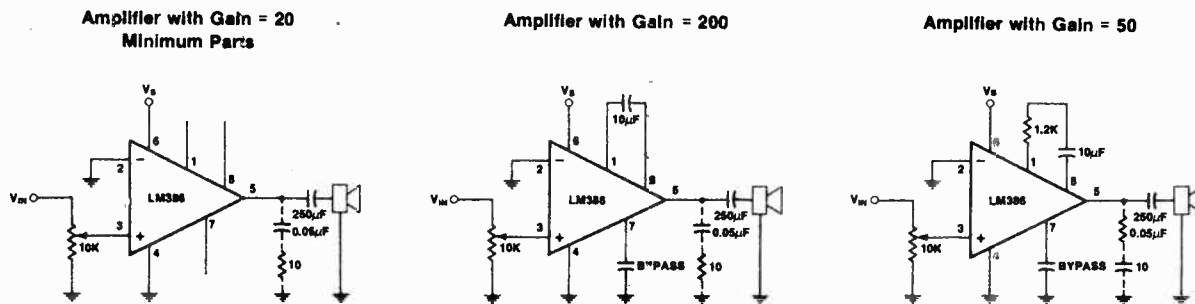 Amplifier with Gain = 20
Minimum Parts
VS
6
1
8
2
−
LM386
5
VIN
3
+
10K
7
4
250μF
0.05μF
10
Amplifier with Gain = 200
VS
10μF
6
1
8
2
−
LM386
5
VIN
3
+
10K
7
4
250μF
0.05μF
BYPASS
10
Amplifier with Gain = 50
VS
1.2K
10μF
6
1
8
2
−
LM386
5
VIN
3
+
10K
7
4
250μF
0.05μF
BYPASS
10